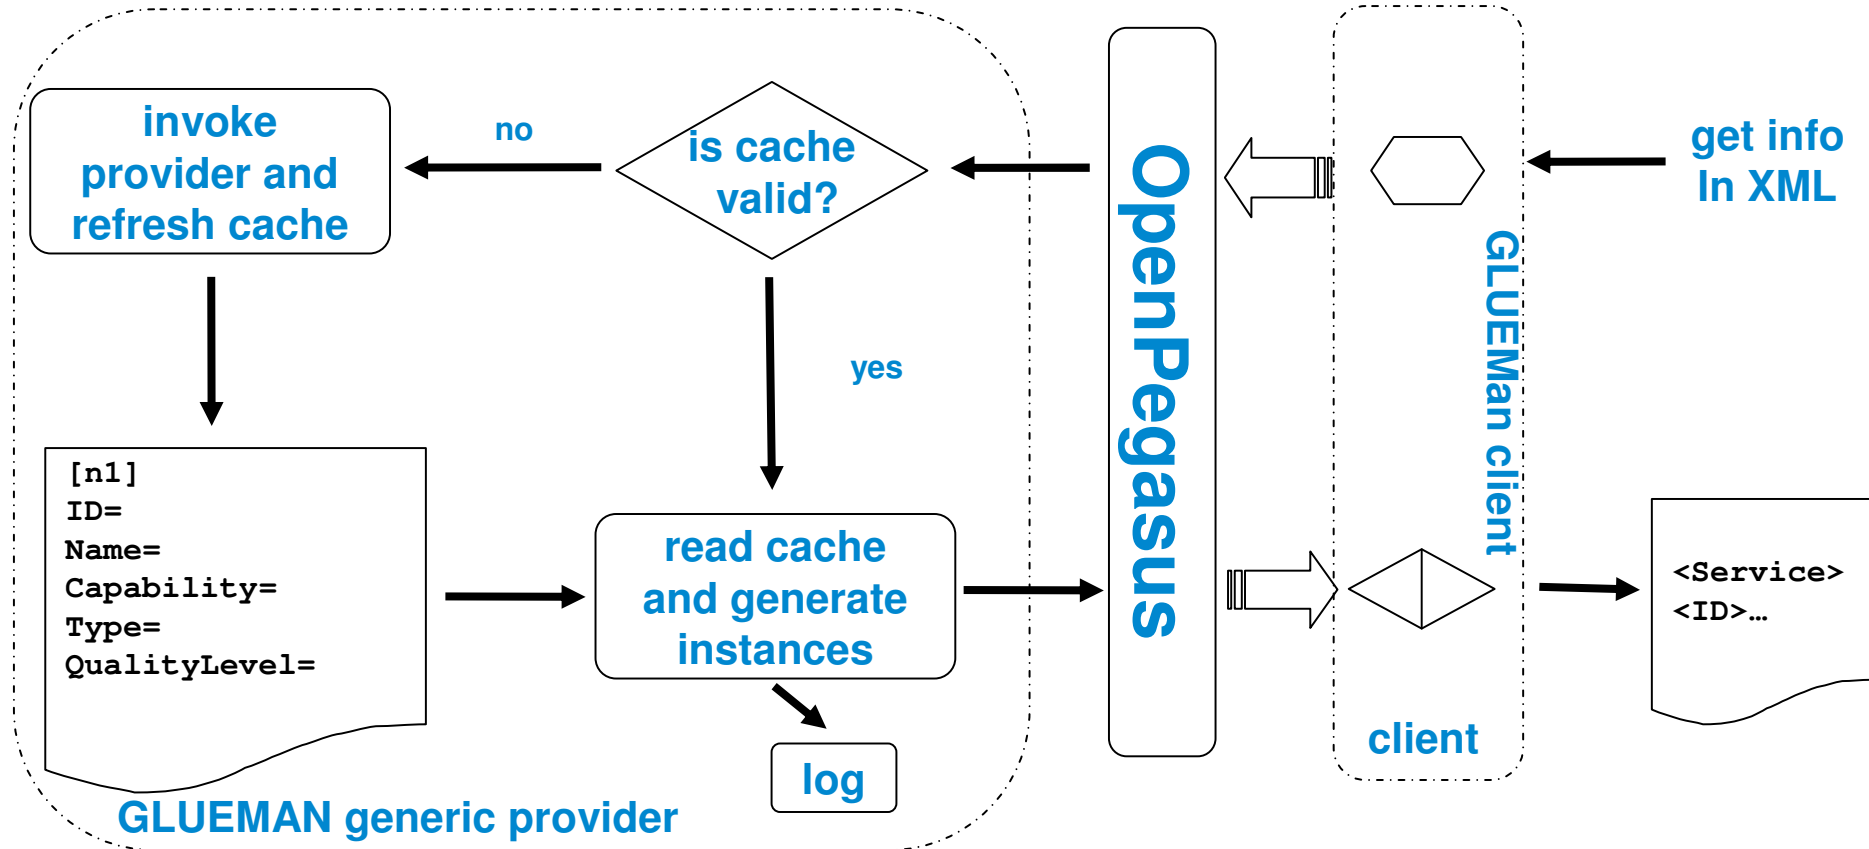 invoke
provider and
refresh cache
no
is cache
valid?
yes
[n1]
ID=
Name=
Capability=
Type=
QualityLevel=
read cache
and generate
instances
log
GLUEMAN generic provider
OpenPegasus
GLUEMan client
client
get info
In XML
<Service>
<ID>…